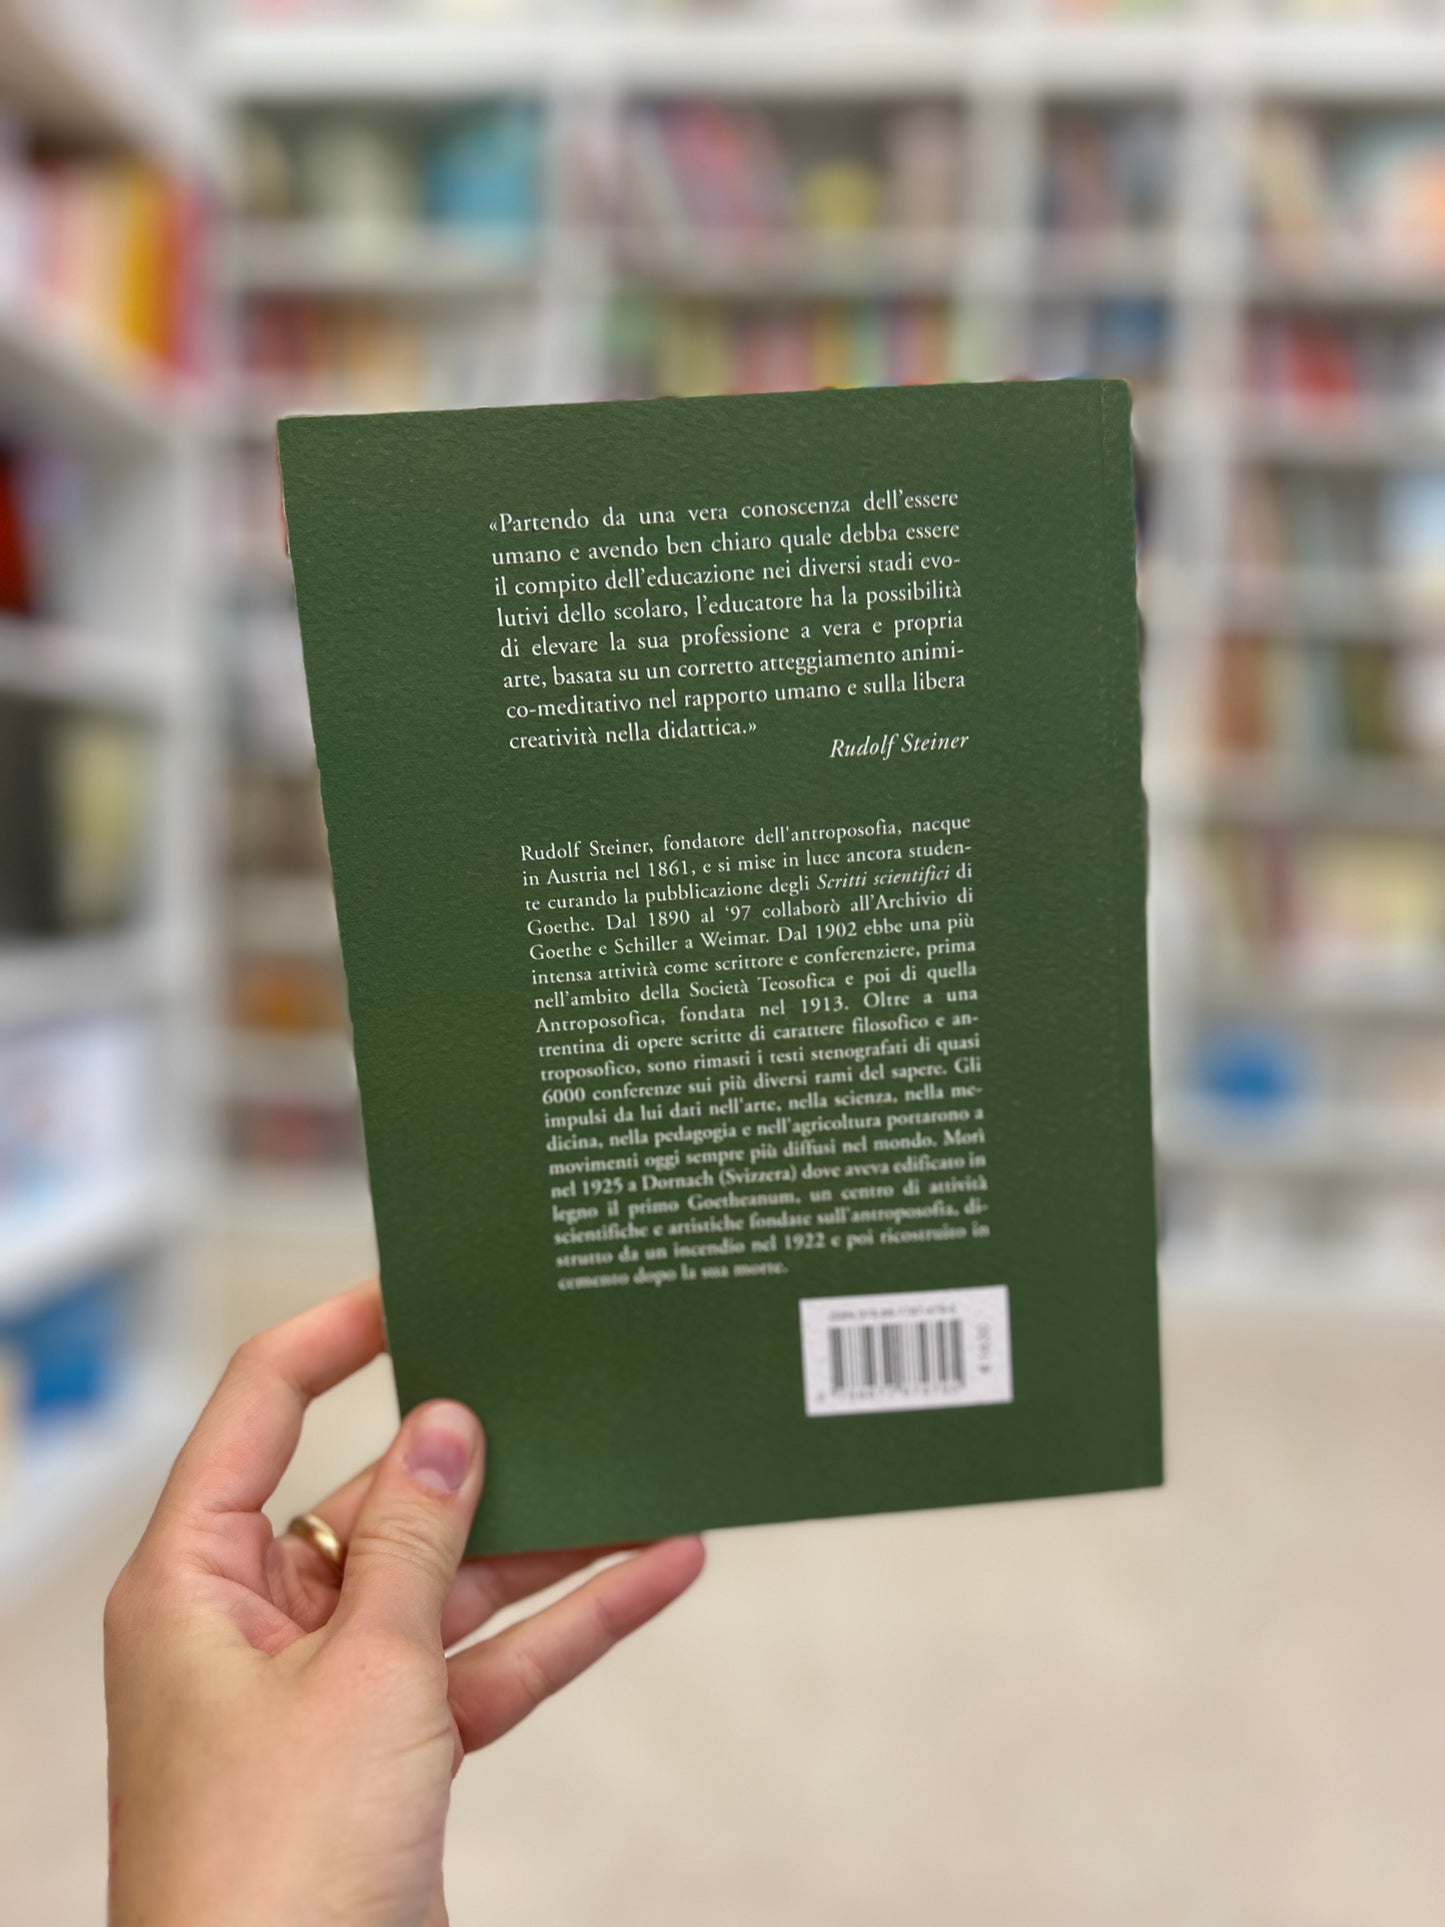 «Partendo da una vera conoscenza dell'essere
umano e avendo ben chiaro quale debba essere
il compito dell'educazione nei diversi stadi evo-
lutivi dello scolaro, l'educatore ha la possibilità
di elevare la sua professione a vera e propria
arte, basata su un corretto atteggiamento animi-
co-meditativo nel rapporto umano e sulla libera
creatività nella didattica.»
Rudolf Steiner
Rudolf Steiner, fondatore dell'antroposofia, nacque
in Austria nel 1861, e si mise in luce ancora studen-
te curando la pubblicazione degli Scritti scientifici di
Goethe. Dal 1890 al ‘97 collaborò all'Archivio di
Goethe e Schiller a Weimar. Dal 1902 ebbe una più
intensa attività come scrittore e conferenziere, prima
nell'ambito della Società Teosofica e poi di quella
Antroposofica, fondata nel 1913. Oltre a una
trentina di opere scritte di carattere filosofico e an-
troposofico, sono rimasti i testi stenografati di quasi
6000 conferenze sui più diversi rami del sapere. Gli
impulsi da lui dati nell'arte, nella scienza, nella me-
dicina, nella pedagogia e nell'agricoltura portarono a
movimenti oggi sempre più diffusi nel mondo. Morì
nel 1925 a Dornach (Svizzera) dove aveva edificato in
legno il primo Goetheanum, un centro di attività
scientifiche e artistiche fondate sull'antroposofia, di-
strutto da un incendio nel 1922 e poi ricostruito in
cemento dopo la sua morte.